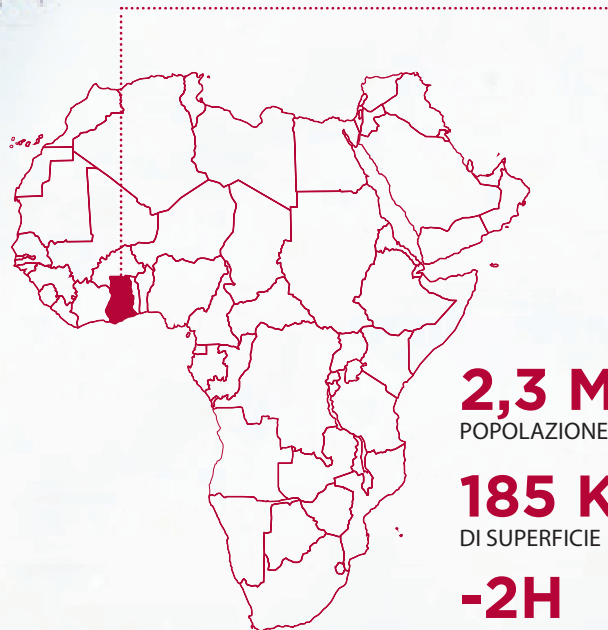 2,3 M
POPOLAZIONE
185 K
DI SUPERFICIE
-2H